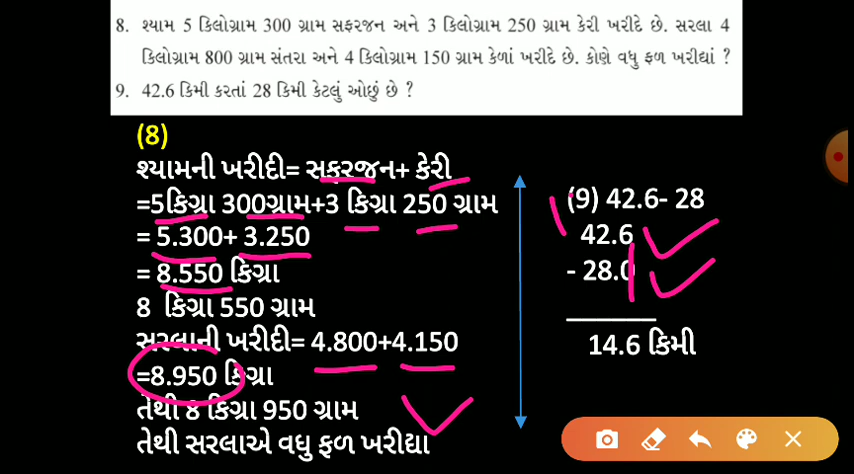 8. શ્યામ 5 કિલોગ્રામ 300 ગ્રામ સફરજન અને 3 કિલોગ્રામ 250 ગ્રામ કેરી ખરીદે છે. સરલા 4
કિલોગ્રામ 800 ગ્રામ સંતરા અને 4 કિલોગ્રામ 150 ગ્રામ કેળાં ખરીદે છે. કોણે વધુ ફળ ખરીદ્યાં ?
9. 42.6 કિમી કરતાં 28 કિમી કેટલું ઓછું છે ?
(8)
શ્યામની ખરીદી= સફરજન+ કેરી
=5કિગ્રા 300ગ્રામ+3 કિગ્રા 250 ગ્રામ
= 5.300+ 3.250
= 8.550 કિગ્રા
8 કિગ્રા 550 ગ્રામ
સરલાની ખરીદી= 4.800+4.150
=8.950 કિગ્રા
તેથી 8 કિગ્રા 950 ગ્રામ
તેથી સરલાએ વધુ ફળ ખરીદ્યા
(9) 42.6- 28
42.6
- 28.0
14.6 કિમી